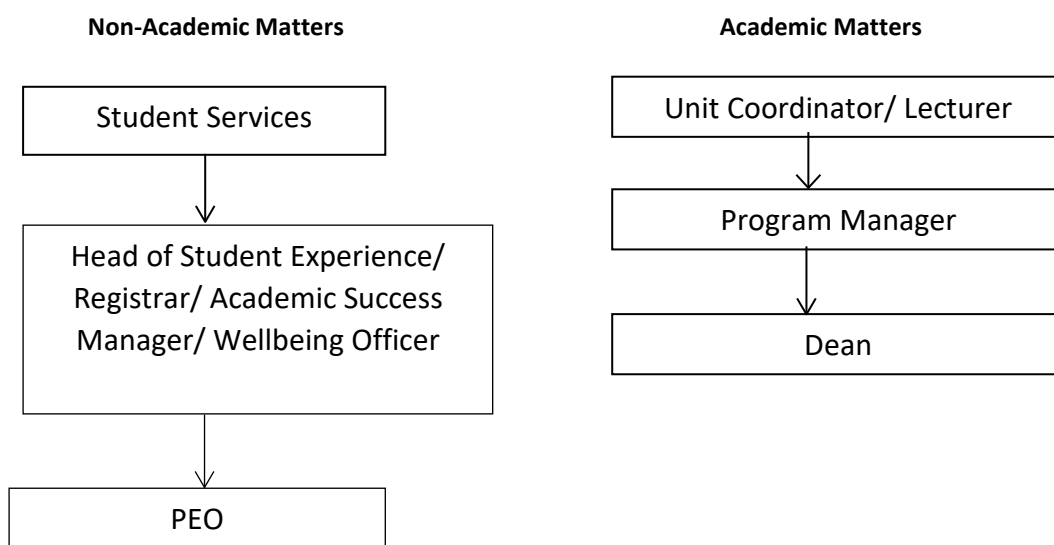 Non-Academic Matters
Student Services
Head of Student Experience/
Registrar/ Academic Success
Manager/ Wellbeing Officer
PEO
Academic Matters
Unit Coordinator/ Lecturer
Program Manager
Dean